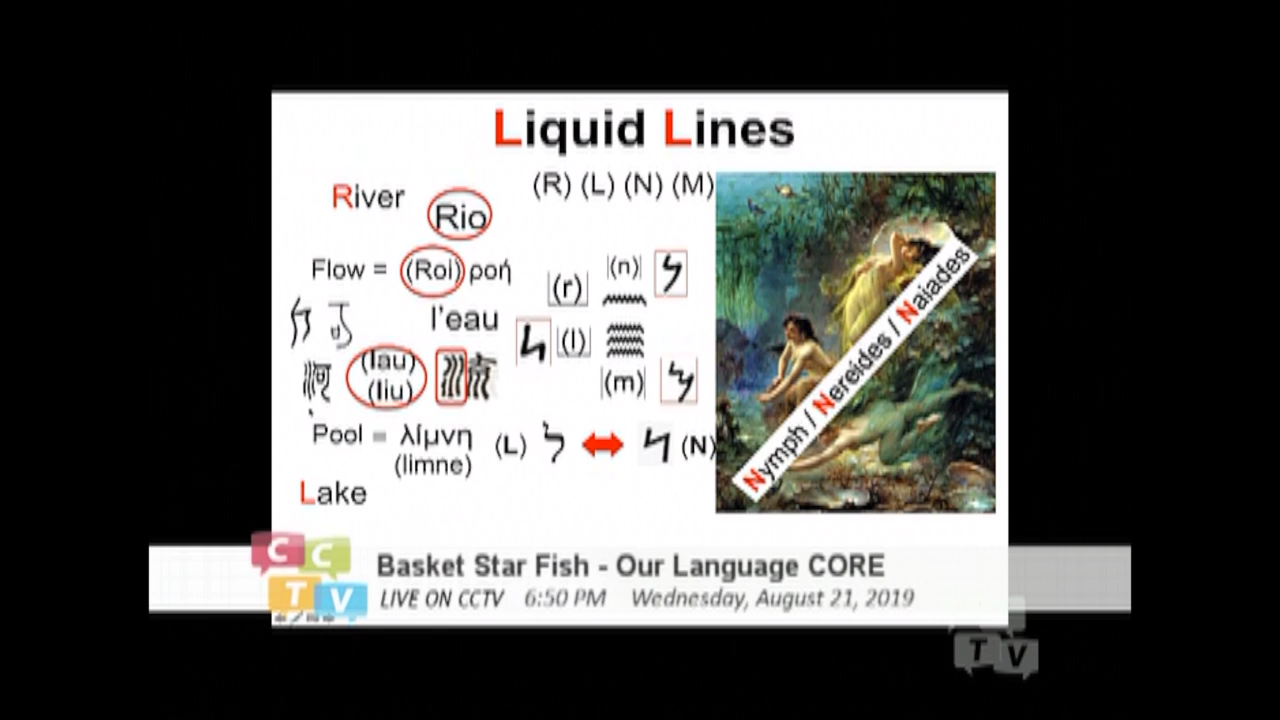 Liquid Lines
(R) (L) (N) (M)
River
Rio
Flow = (Roi) ροή
(r)
(n)
l'eau
(l)
(lau)
(liu)
(m)
Pool = λίμνη
(limne)
(L)
(N)
Lake
Nymph / Nereides / Naiades
CCTV
Basket Star Fish - Our Language CORE
LIVE ON CCTV 6:50 PM Wednesday, August 21, 2019
TV